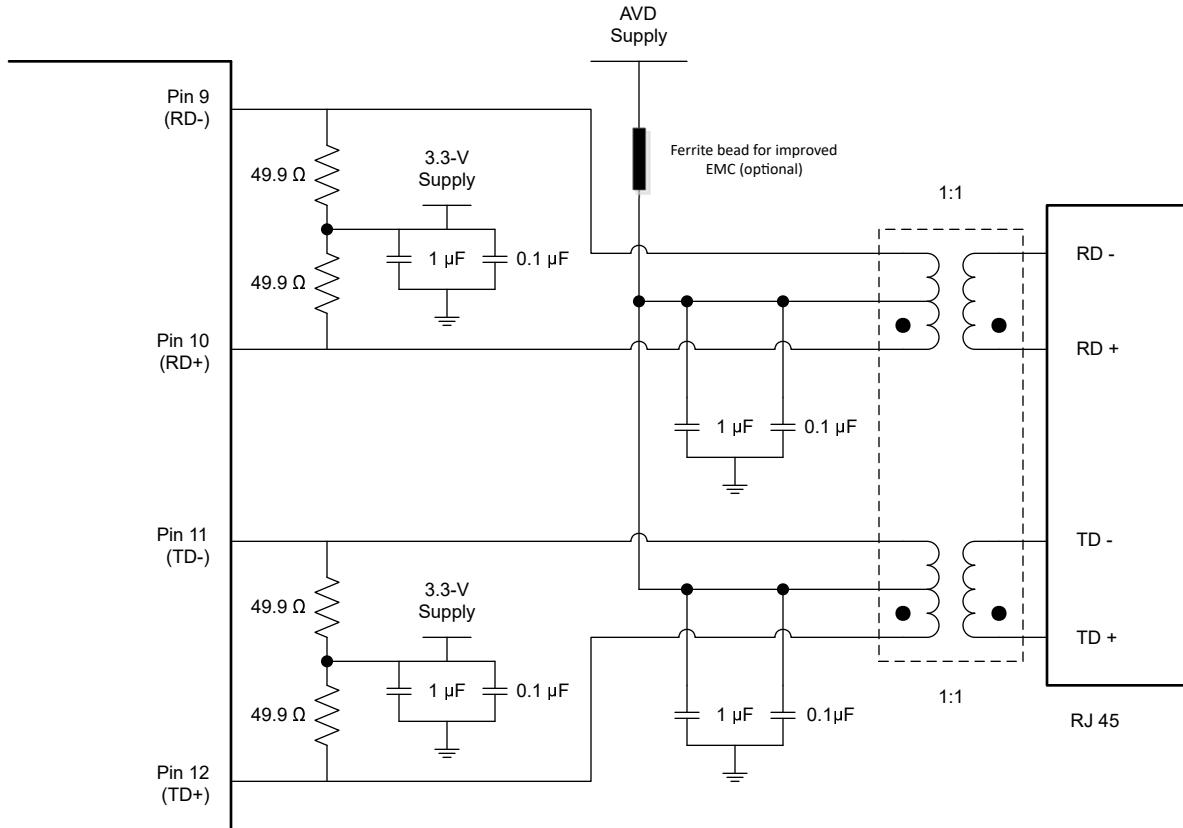 AVD
Supply
Pin 9
(RD-)
49.9 Ω
3.3-V
Supply
Ferrite bead for improved
EMC (optional)
1:1
1 µF
0.1 µF
49.9 Ω
RD -
Pin 10
(RD+)
RD +
1 µF
0.1 µF
Pin 11
(TD-)
TD -
49.9 Ω
3.3-V
Supply
TD +
1 µF
0.1 µF
49.9 Ω
1:1
1 µF
0.1µF
RJ 45
Pin 12
(TD+)